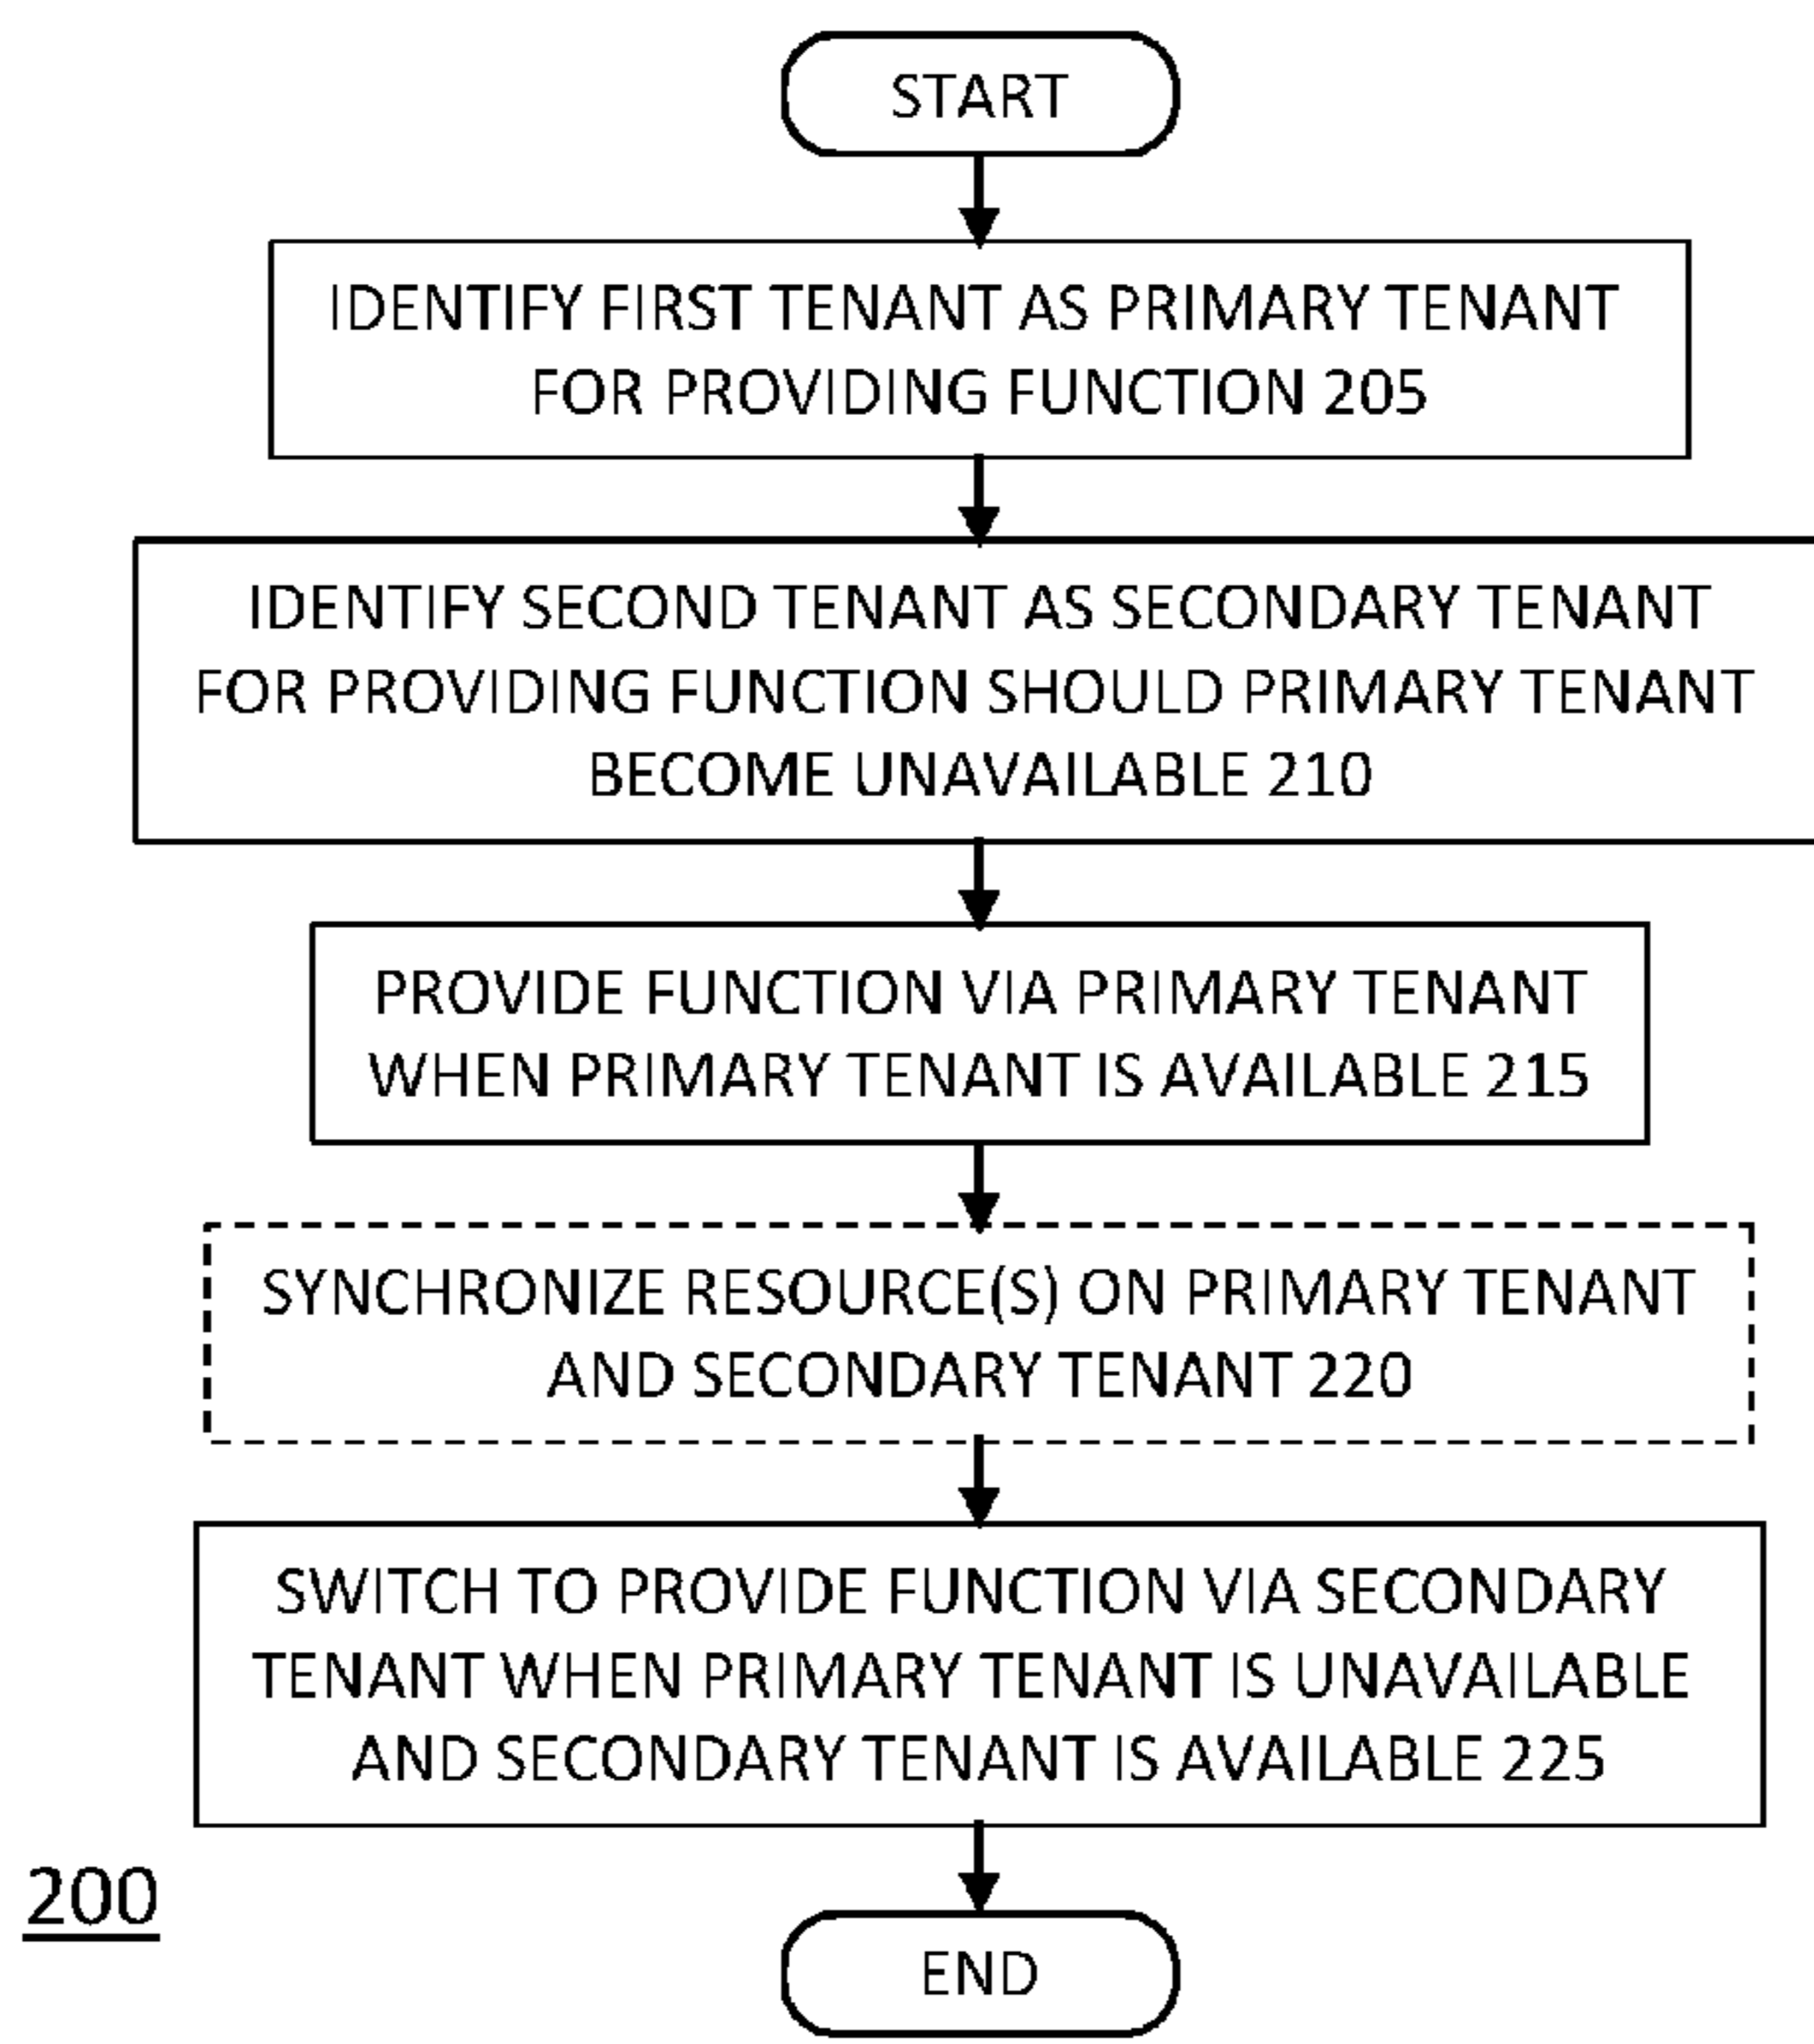 START
IDENTIFY FIRST TENANT AS PRIMARY TENANT
FOR PROVIDING FUNCTION 205
IDENTIFY SECOND TENANT AS SECONDARY TENANT
FOR PROVIDING FUNCTION SHOULD PRIMARY TENANT
BECOME UNAVAILABLE 210
PROVIDE FUNCTION VIA PRIMARY TENANT
WHEN PRIMARY TENANT IS AVAILABLE 215
SYNCHRONIZE RESOURCE(S) ON PRIMARY TENANT
AND SECONDARY TENANT 220
SWITCH TO PROVIDE FUNCTION VIA SECONDARY
TENANT WHEN PRIMARY TENANT IS UNAVAILABLE
AND SECONDARY TENANT IS AVAILABLE 225
200
END